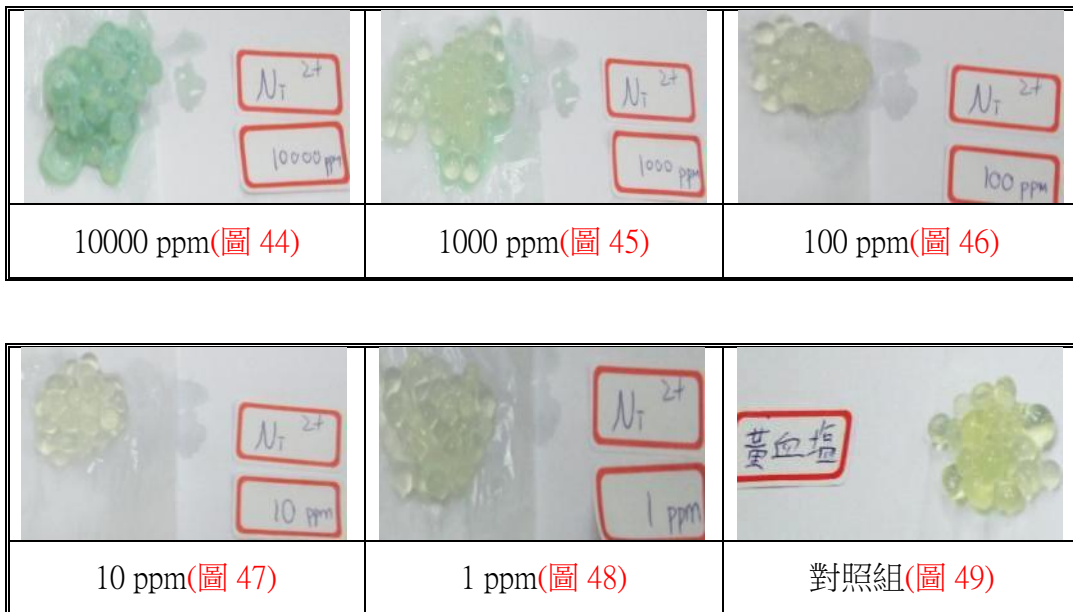 Ni 2+
10000 ppm
Ni 2+
1000 ppm
Ni 2+
100 ppm
10000 ppm(圖 44)
1000 ppm(圖 45)
100 ppm(圖 46)
Ni 2+
10 ppm
Ni 2+
1 ppm
黃血塩
10 ppm(圖 47)
1 ppm(圖 48)
對照組(圖 49)